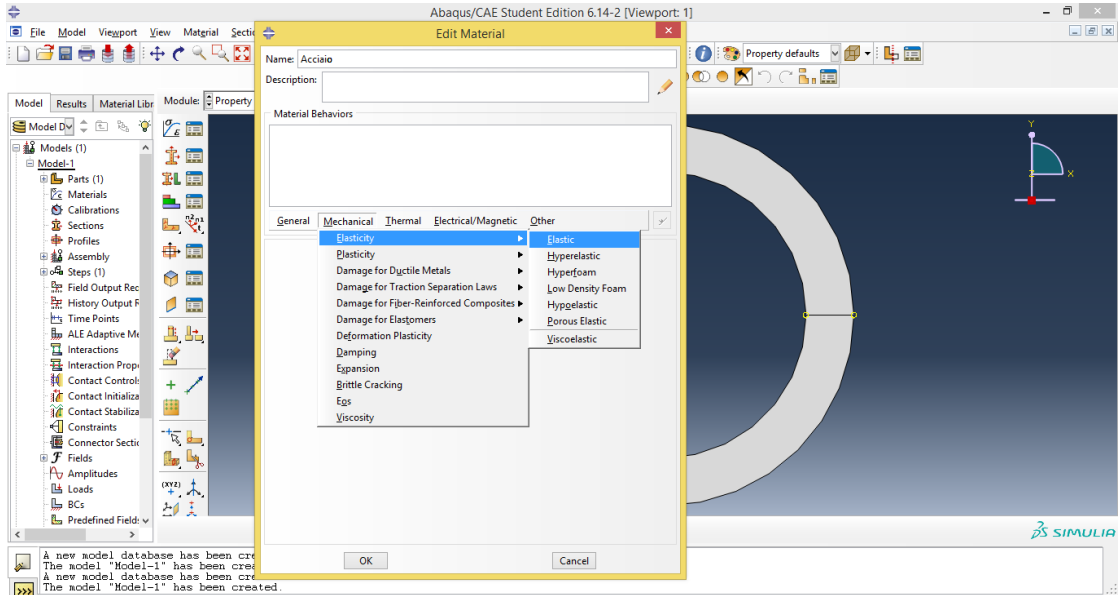 Abaqus/CAE Student Edition 6.14-2 [Viewport: 1]
File Model Viewport View Material Sectio
Edit Material
Name: Acciaio
Description:
Property defaults
Model Results Material Libr Module: Property
Material Behaviors
Model D
Models (1)
Model-1
Parts (1)
Materials
Calibrations
Sections
Profiles
Assembly
Steps (1)
Field Output Rec
History Output R
Time Points
ALE Adaptive Me
Interactions
Interaction Prope
Contact Controls
Contact Initializa
Contact Stabiliza
Constraints
Connector Sectio
Fields
Amplitudes
Loads
BCs
Predefined Fields
General Mechanical Thermal Electrical/Magnetic Other
Elasticity
Plasticity
Damage for Ductile Metals
Damage for Traction Separation Laws
Damage for Fiber-Reinforced Composites
Damage for Elastomers
Deformation Plasticity
Damping
Expansion
Brittle Cracking
Eos
Viscosity
Elastic
Hyperelastic
Hyperfoam
Low Density Foam
Hypoelastic
Porous Elastic
Viscoelastic
Y
Z
X
(XYZ)
SIMULIA
OK
Cancel
A new model database has been cre
The model "Model-1" has been crea
A new model database has been cre
The model "Model-1" has been created.
>>>